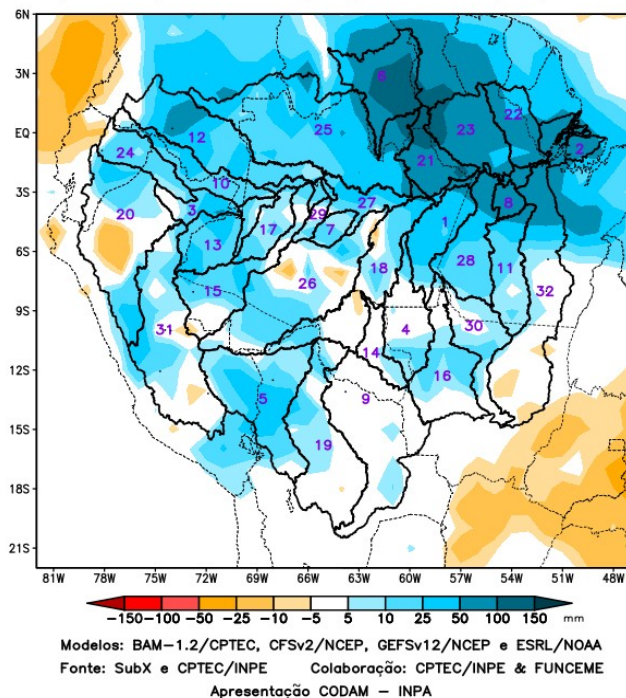 6N
3N
EQ
3S
6S
9S
12S
15S
18S
21S
6
12
25
23
22
2
24
21
10
8
20
3
29
27
17
7
1
13
28
18
11
15
26
32
31
4
30
14
16
5
9
19
81W 78W 75W 72W 69W 66W 63W 60W 57W 54W 51W 48W
-150 -100 -50 -25 -10 -5 5 10 25 50 100 150 mm
Modelos: BAM-1.2/CPTEC, CFSv2/NCEP, GEFSv12/NCEP e ESRL/NOAA
Fonte: SubX e CPTEC/INPE Colaboração: CPTEC/INPE & FUNCEME
Apresentação CODAM - INPA